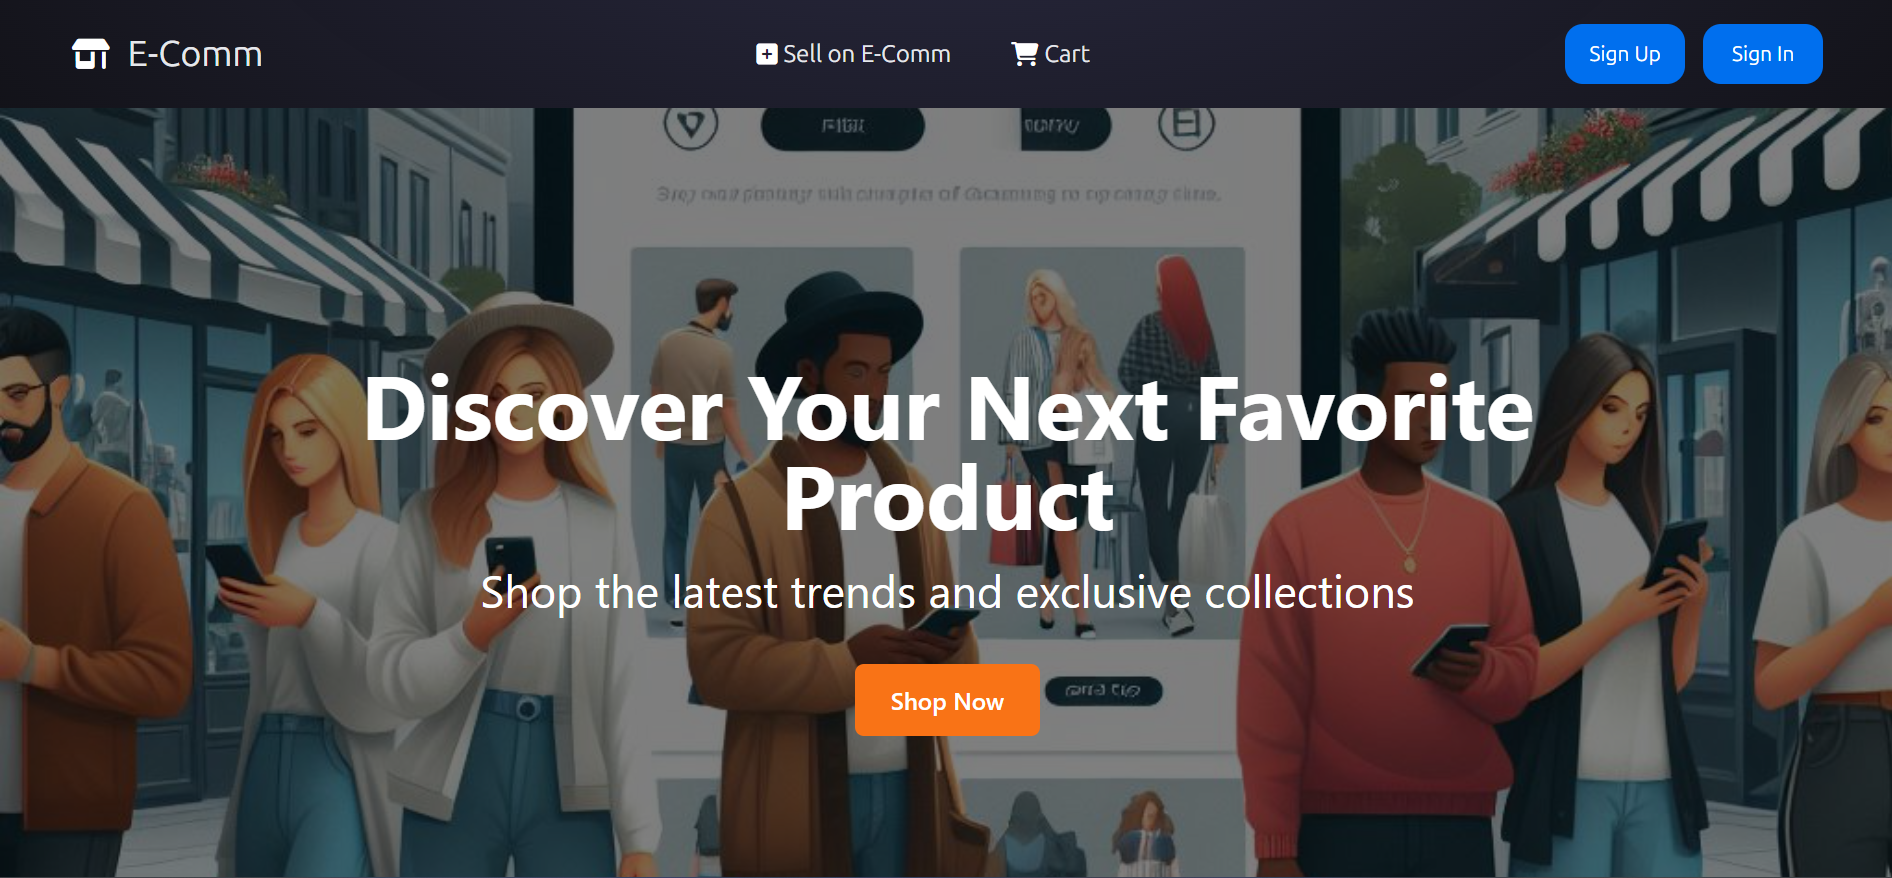 E-Comm
Sell on E-Comm
Cart
Sign Up
Sign In
Discover Your Next Favorite
Product
Shop the latest trends and exclusive collections
Shop Now